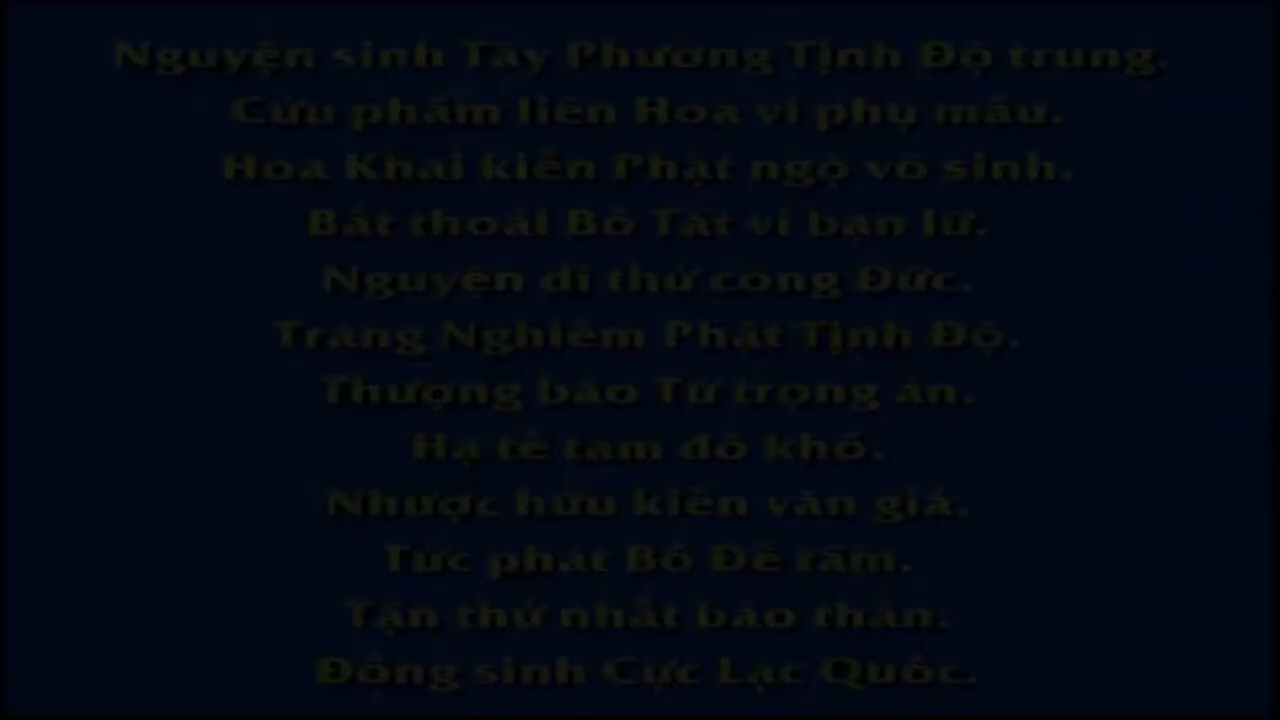 Nguyện sinh Tây Phương Tịnh Độ trung.
Cửu phẩm liên Hoa vi phụ mẫu.
Hoa Khai kiến Phật ngộ vô sinh.
Bất thoái Bồ Tát vi bạn lữ.
Nguyện dĩ thử công Đức.
Trang Nghiêm Phật Tịnh Độ.
Thượng báo Tứ trọng ân.
Hạ tế tam đồ khổ.
Nhược hữu kiến văn giả.
Tức phát Bồ Đề tâm.
Tận thử nhất báo thân.
Đồng sinh Cực Lạc Quốc.